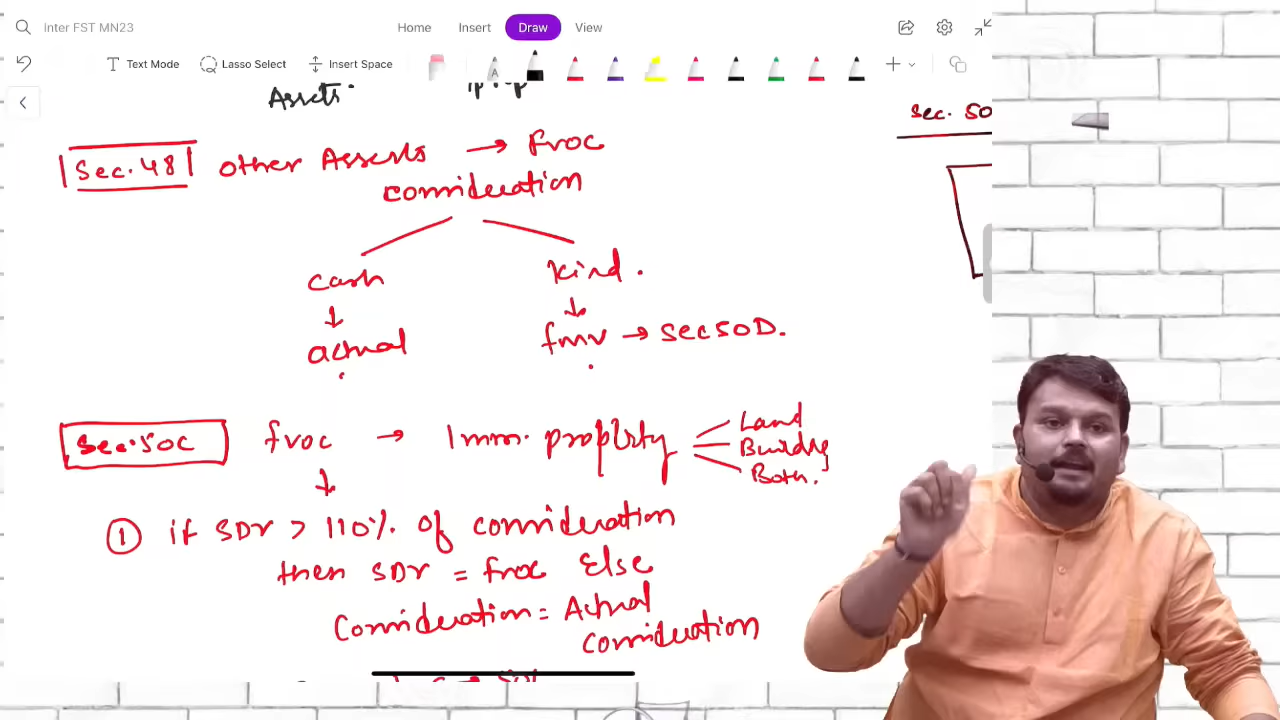 Inter FST MN23
Home Insert Draw View
Text Mode Lasso Select Insert Space
Assets.
Sec. 50
Sec. 48 other Asserts → Fvoc
consideration
cash kind.
↓ ↓
actual fmv → sec 50D.
Sec. 50C fvoc → Imm. property Land
Building
Both.
↓
① if SDV > 110% of consideration
then SDV = fvoc Else
Consideration = Actual
consideration